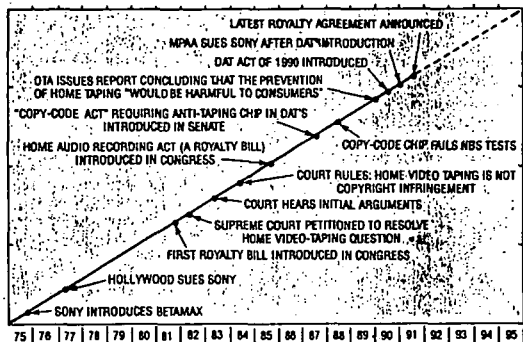 LATEST ROYALTY AGREEMENT ANNOUNCED
MPAA SUES SONY AFTER DAT INTRODUCTION
DAT ACT OF 1990 INTRODUCED
OTA ISSUES REPORT CONCLUDING THAT THE PREVENTION
OF HOME TAPING "WOULD BE HARMFUL TO CONSUMERS"
"COPY-CODE ACT" REQUIRING ANTI-TAPING CHIP IN DAT'S
INTRODUCED IN SENATE
HOME AUDIO RECORDING ACT (A ROYALTY BILL)
INTRODUCED IN CONGRESS
COPY-CODE CHIP FAILS NBS TESTS
COURT RULES: HOME-VIDEO TAPING IS NOT
COPYRIGHT INFRINGEMENT
COURT HEARS INITIAL ARGUMENTS
SUPREME COURT PETITIONED TO RESOLVE
HOME VIDEO-TAPING QUESTION
FIRST ROYALTY BILL INTRODUCED IN CONGRESS
HOLLYWOOD SUES SONY
SONY INTRODUCES BETAMAX
75 | 76 | 77 | 78 | 79 | 80 | 81 | 82 | 83 | 84 | 85 | 86 | 87 | 88 | 89 | 90 | 91 | 92 | 93 | 94 | 95